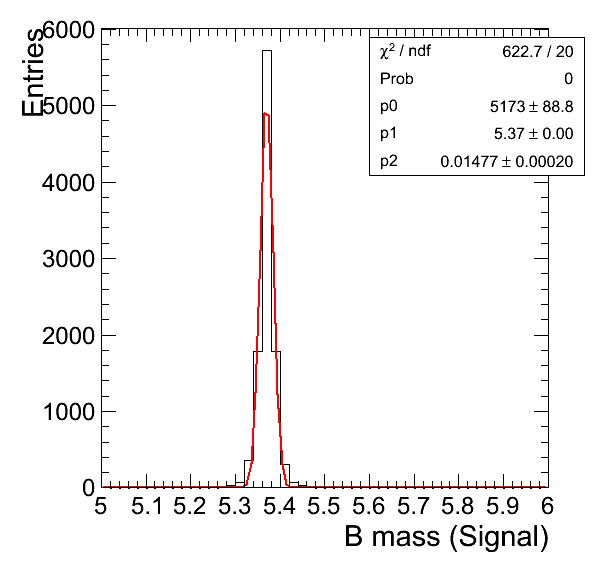 6000
5000
4000
3000
2000
1000
0
Entries
χ² / ndf 622.7 / 20
Prob 0
p0 5173 ± 88.8
p1 5.37 ± 0.00
p2 0.01477 ± 0.00020
5 5.1 5.2 5.3 5.4 5.5 5.6 5.7 5.8 5.9 6
B mass (Signal)